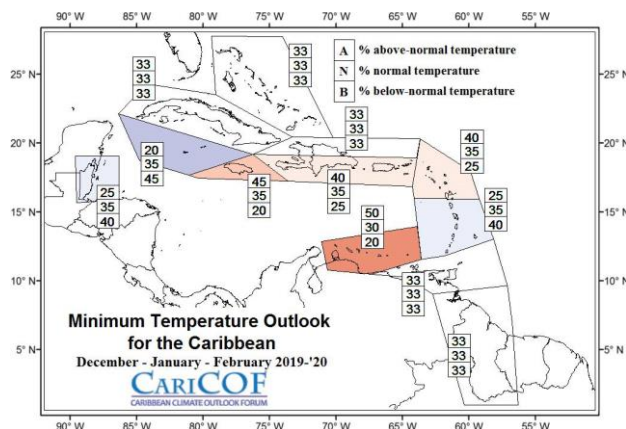 90° W 85° W 80° W 75° W 70° W 65° W 60° W 55° W
25° N
20° N
15° N
10° N
5° N
A % above-normal temperature
N % normal temperature
B % below-normal temperature
33
33
33
33
33
33
33
33
33
40
35
25
20
35
45
25
35
40
45
35
20
40
35
25
25
35
40
50
30
20
33
33
33
33
33
33
Minimum Temperature Outlook
for the Caribbean
December - January - February 2019-'20
CARICOF
CARIBBEAN CLIMATE OUTLOOK FORUM
25° N
20° N
15° N
10° N
5° N
90° W 85° W 80° W 75° W 70° W 65° W 60° W 55° W